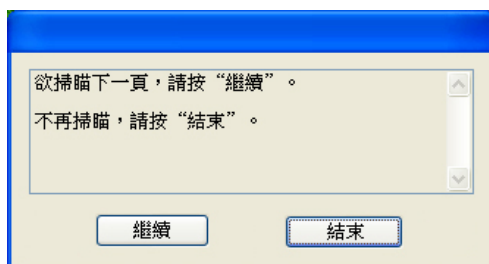 欲掃瞄下一頁，請按“繼續”。
不再掃瞄，請按“結束”。
繼續
結束